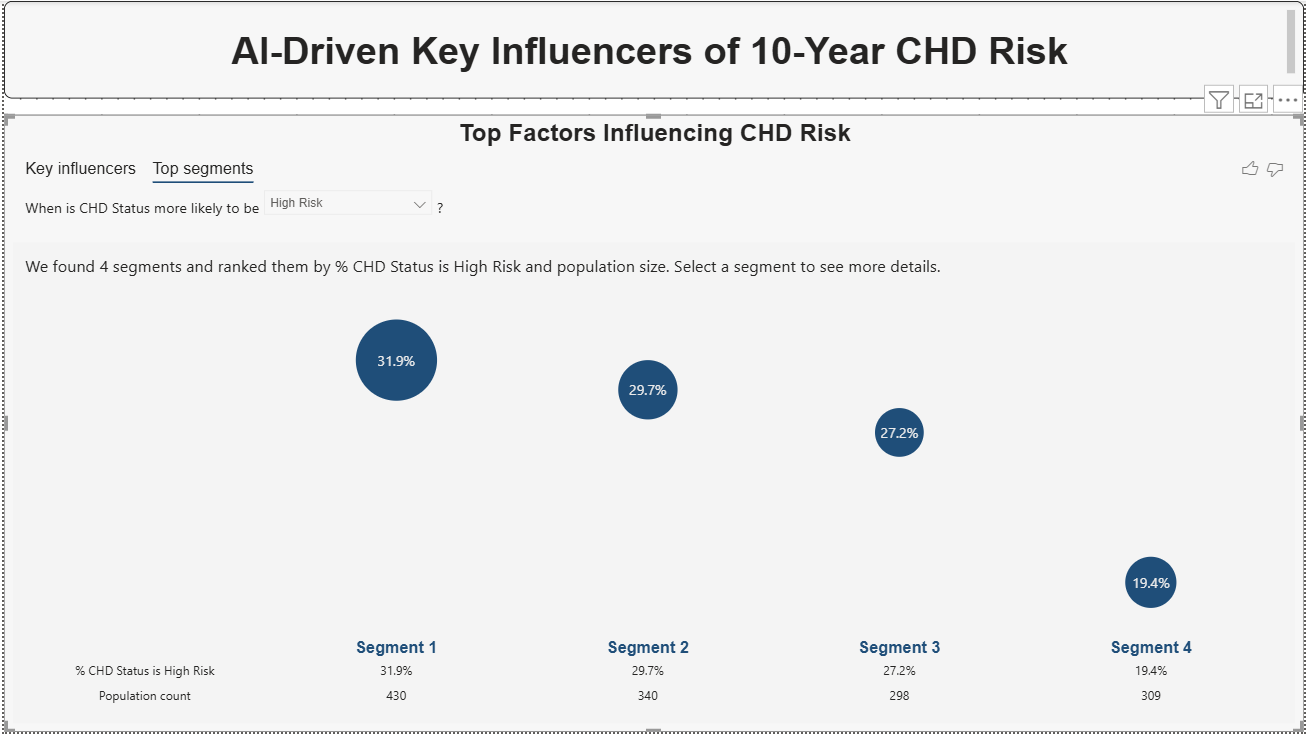 AI-Driven Key Influencers of 10-Year CHD Risk
Top Factors Influencing CHD Risk
Key influencers Top segments
When is CHD Status more likely to be High Risk ?
We found 4 segments and ranked them by % CHD Status is High Risk and population size. Select a segment to see more details.
31.9%
29.7%
27.2%
19.4%
Segment 1 Segment 2 Segment 3 Segment 4
% CHD Status is High Risk 31.9% 29.7% 27.2% 19.4%
Population count 430 340 298 309